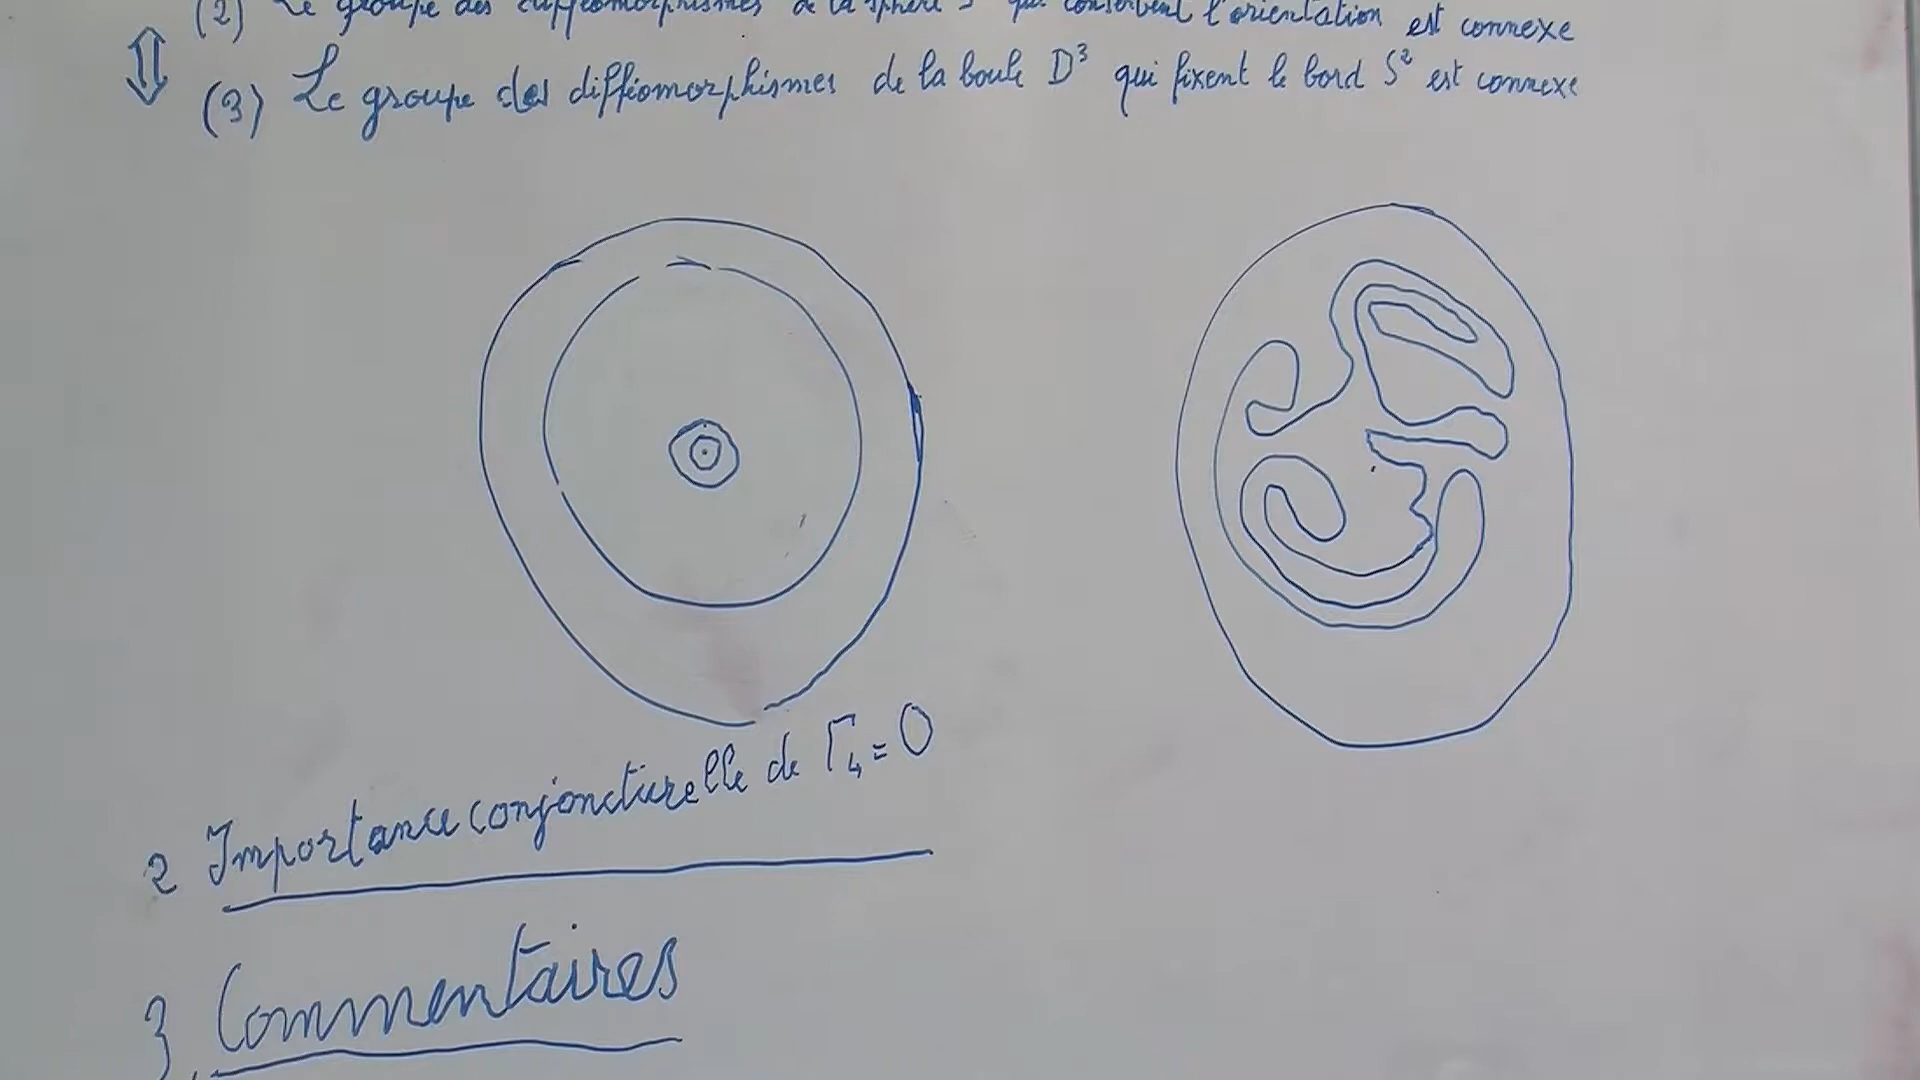 (2) Le groupe des difféomorphismes de la sphère S qui conservent l'orientation est connexe
(3) Le groupe des difféomorphismes de la boule D³ qui fixent le bord S² est connexe
2 Importance conjoncturelle de Γ₄ = 0
3. Commentaires